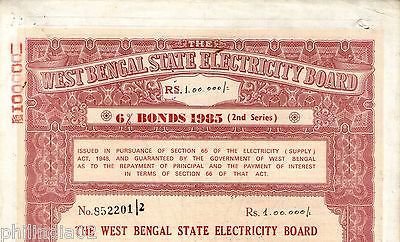 THE
WEST BENGAL STATE ELECTRICITY BOARD
RS. 1.00.000/-
6% BONDS 1985 (2nd Series)
ISSUED IN PURSUANCE OF SECTION 65 OF THE ELECTRICITY (SUPPLY)
ACT, 1948, AND GUARANTEED BY THE GOVERNMENT OF WEST BENGAL
AS TO THE REPAYMENT OF PRINCIPAL AND THE PAYMENT OF INTEREST
IN TERMS OF SECTION 66 OF THAT ACT.
No. 852201/2 Rs. 1.00.000/-
THE WEST BENGAL STATE ELECTRICITY BOARD